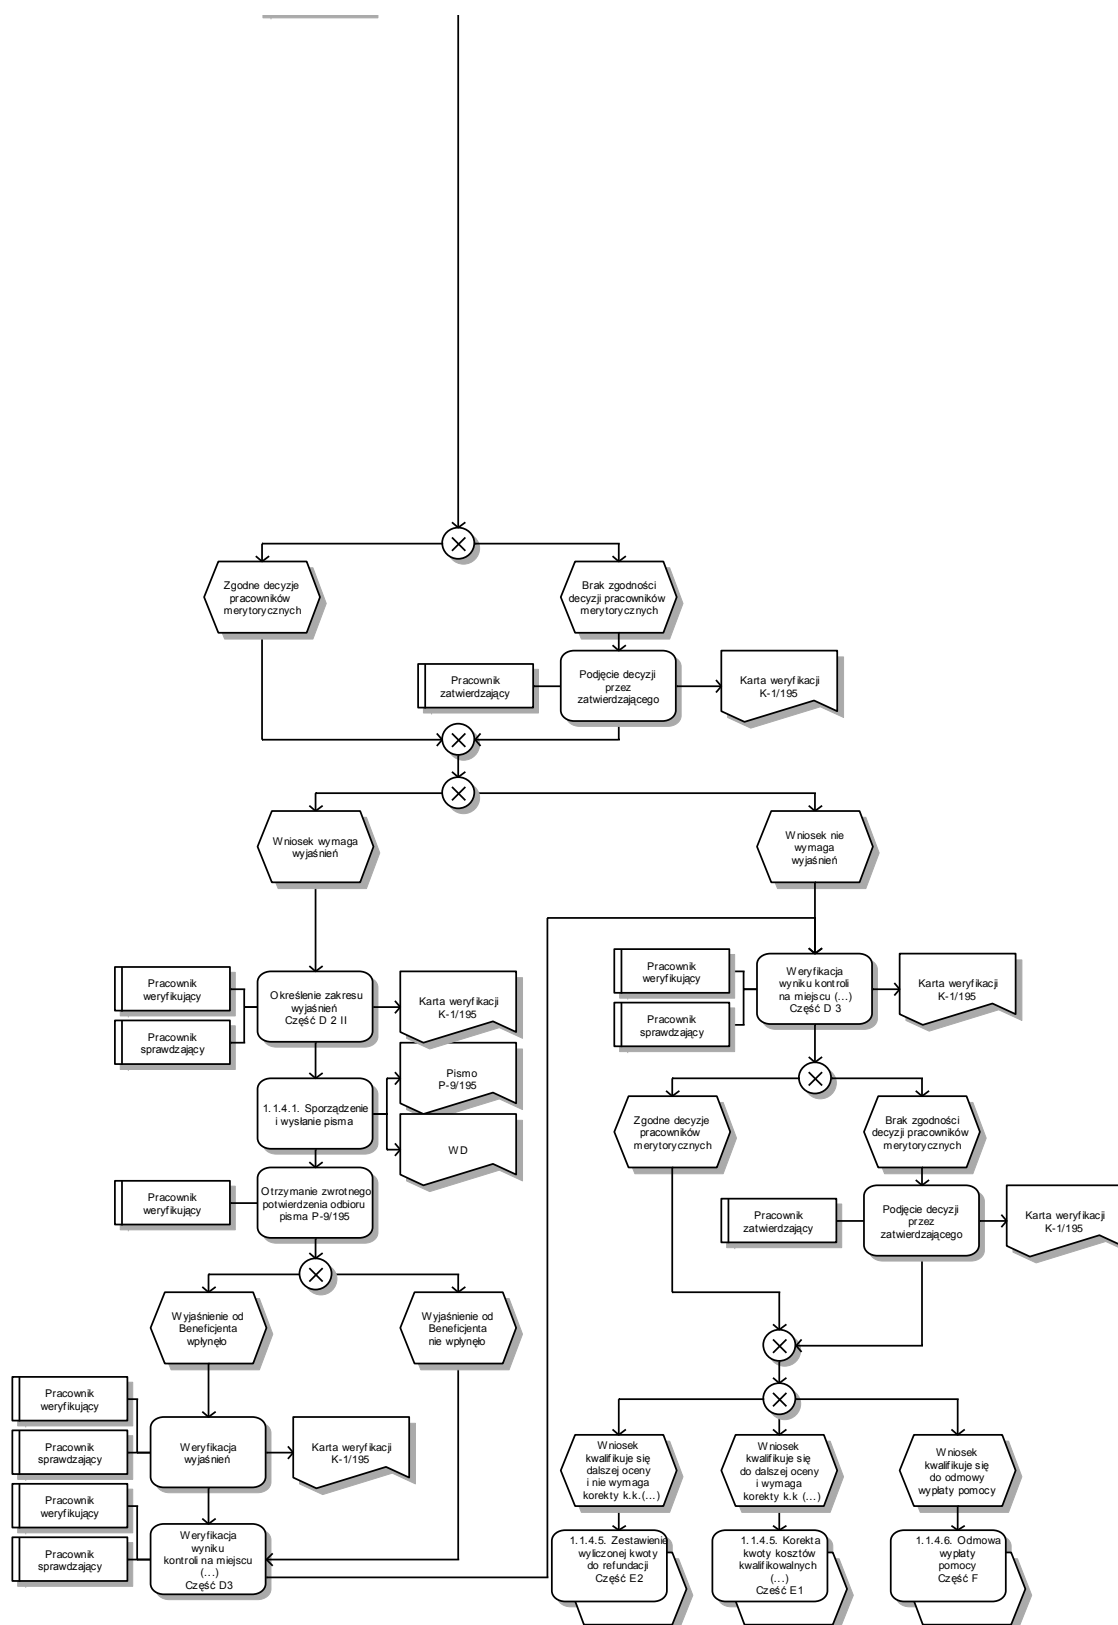 Zgodne decyzje
pracowników
merytorycznych
Brak zgodności
decyzji pracowników
merytorycznych
Pracownik
zatwierdzający
Podjęcie decyzji
przez
zatwierdzającego
Karta weryfikacji
K-1/195
Wniosek wymaga
wyjaśnień
Wniosek nie
wymaga
wyjaśnień
Pracownik
weryfikujący
Pracownik
sprawdzający
Określenie zakresu
wyjaśnień
Część D 2 II
Karta weryfikacji
K-1/195
Pracownik
weryfikujący
Pracownik
sprawdzający
Weryfikacja
wyniku kontroli
na miejscu (...)
Część D 3
Karta weryfikacji
K-1/195
1.1.4.1. Sporządzenie
i wysłanie pisma
Pismo
P-9/195
WD
Zgodne decyzje
pracowników
merytorycznych
Brak zgodności
decyzji pracowników
merytorycznych
Pracownik
weryfikujący
Otrzymanie zwrotnego
potwierdzenia odbioru
pisma P-9/195
Pracownik
zatwierdzający
Podjęcie decyzji
przez
zatwierdzającego
Karta weryfikacji
K-1/195
Wyjaśnienie od
Beneficjenta
wpłynęło
Wyjaśnienie od
Beneficjenta
nie wpłynęło
Pracownik
weryfikujący
Pracownik
sprawdzający
Weryfikacja
wyjaśnień
Karta weryfikacji
K-1/195
Wniosek
kwalifikuje się
dalszej oceny
i nie wymaga
korekty k.k.(...)
Wniosek
kwalifikuje się
do dalszej oceny
i wymaga
korekty k.k (...)
Wniosek
kwalifikuje się
do odmowy
wypłaty pomocy
Pracownik
weryfikujący
Pracownik
sprawdzający
Weryfikacja
wyniku
kontroli na miejscu
(...)
Część D3
1.1.4.5. Zestawienie
wyliczonej kwoty
do refundacji
Część E2
1.1.4.5. Korekta
kwoty kosztów
kwalifikowalnych
(...)
Cześć E1
1.1.4.6. Odmowa
wypłaty
pomocy
Część F